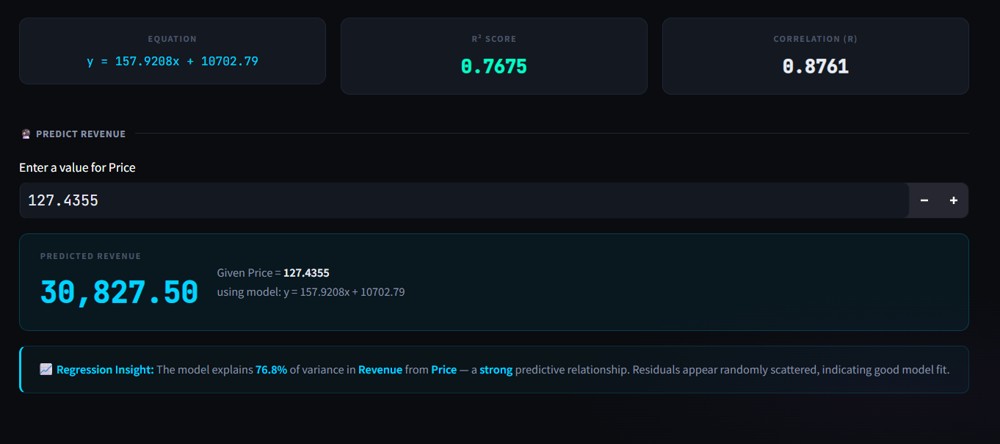 EQUATION
y = 157.9208x + 10702.79
R² SCORE
0.7675
CORRELATION (R)
0.8761
🔮 PREDICT REVENUE
Enter a value for Price
127.4355
− +
PREDICTED REVENUE
30,827.50
Given Price = 127.4355
using model: y = 157.9208x + 10702.79
📈 Regression Insight: The model explains 76.8% of variance in Revenue from Price — a strong predictive relationship. Residuals appear randomly scattered, indicating good model fit.